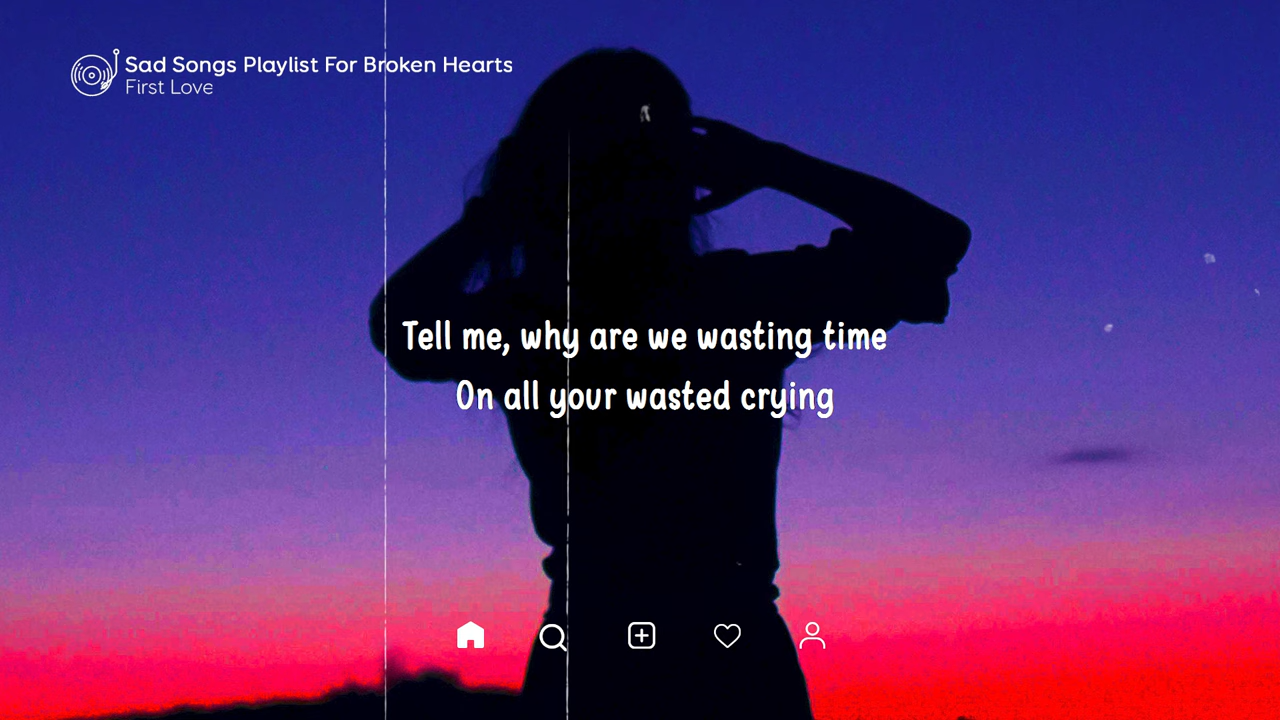 Sad Songs Playlist For Broken Hearts
First Love
Tell me, why are we wasting time
On all your wasted crying